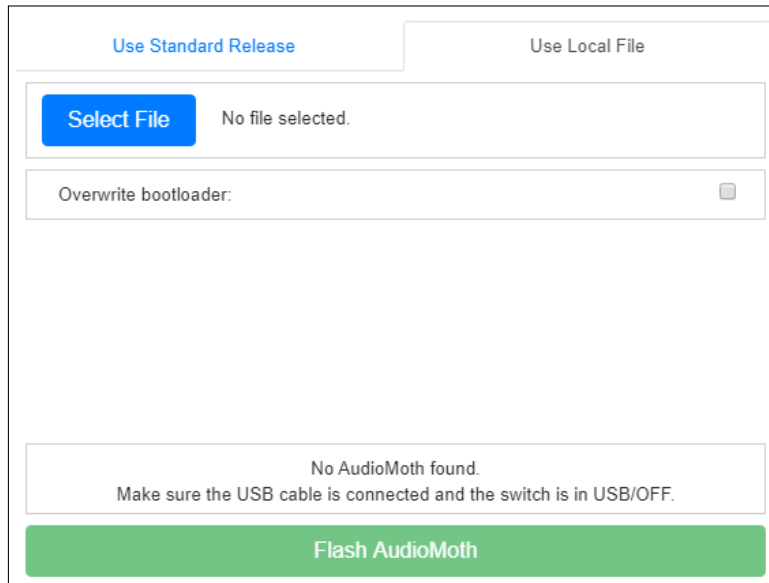 Use Standard Release
Use Local File
Select File
No file selected.
Overwrite bootloader:
No AudioMoth found.
Make sure the USB cable is connected and the switch is in USB/OFF.
Flash AudioMoth